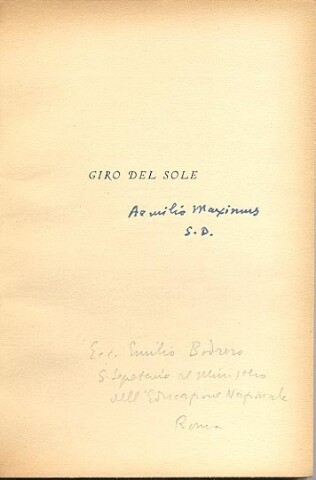 GIRO DEL SOLE
Aemilio Maximus
S. D.
Ecc. Emilio Bodrero
S. Segretario al Ministero
dell'Educazione Nazionale
Roma